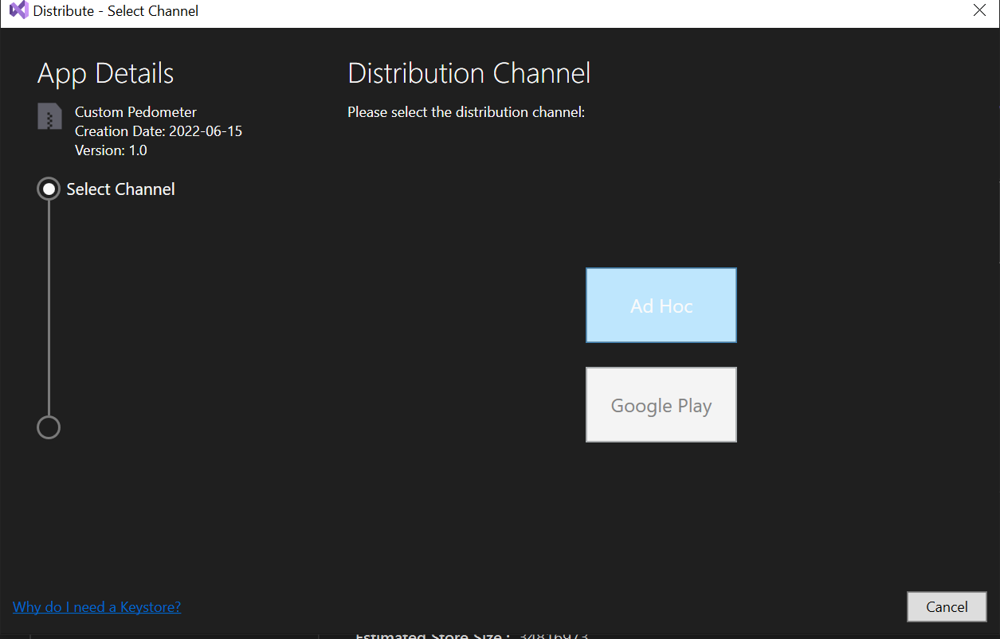 Distribute - Select Channel
App Details
Custom Pedometer
Creation Date: 2022-06-15
Version: 1.0
Select Channel
Distribution Channel
Please select the distribution channel:
Ad Hoc
Google Play
Why do I need a Keystore?
Cancel
Estimated Store Size : 34816973